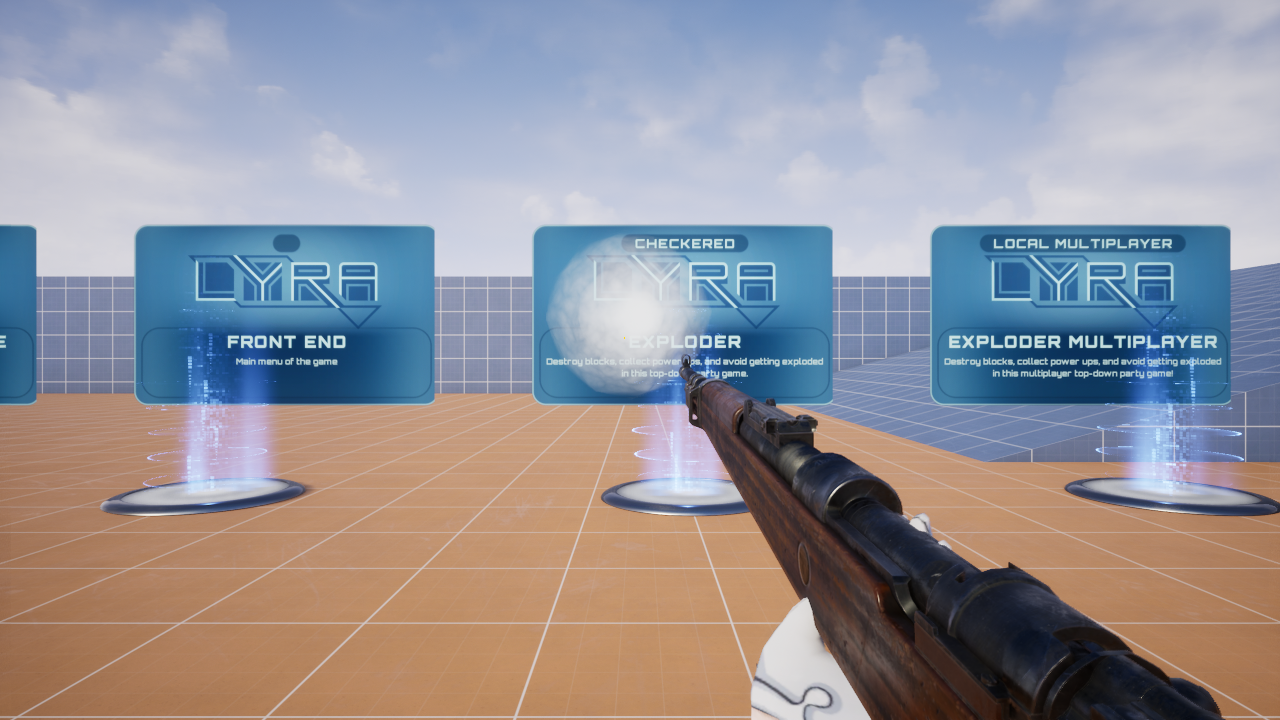 LYRA
FRONT END
Main menu of the game
CHECKERED
LYRA
EXPLODER
Destroy blocks, collect power ups, and avoid getting exploded
in this top-down party game.
LOCAL MULTIPLAYER
LYRA
EXPLODER MULTIPLAYER
Destroy blocks, collect power ups, and avoid getting exploded
in this multiplayer top-down party game!